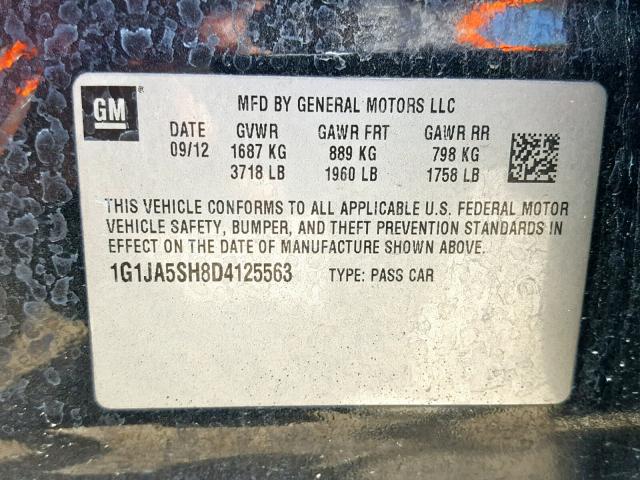 GM®
MFD BY GENERAL MOTORS LLC
DATE GVWR GAWR FRT GAWR RR
09/12 1687 KG 889 KG 798 KG
3718 LB 1960 LB 1758 LB
THIS VEHICLE CONFORMS TO ALL APPLICABLE U.S. FEDERAL MOTOR
VEHICLE SAFETY, BUMPER, AND THEFT PREVENTION STANDARDS IN
EFFECT ON THE DATE OF MANUFACTURE SHOWN ABOVE.
1G1JA5SH8D4125563 TYPE: PASS CAR